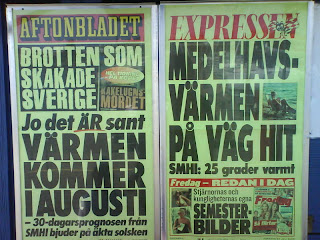 AFTONBLADET
BROTTEN SOM
SKAKADE
SVERIGE
KAKELUGNS-
MORDET
Jo det ÄR sant
VÄRMEN
KOMMER
I AUGUSTI
– 30-dagarsprognosen från
SMHI bjuder på äkta solsken
EXPRESSEN
MEDELHAVS-
VÄRMEN
PÅ VÄG HIT
SMHI: 25 grader varmt
Fredag – REDAN I DAG
Stjärnornas och
kungligheternas egna
SEMESTER-
BILDER
Fredag